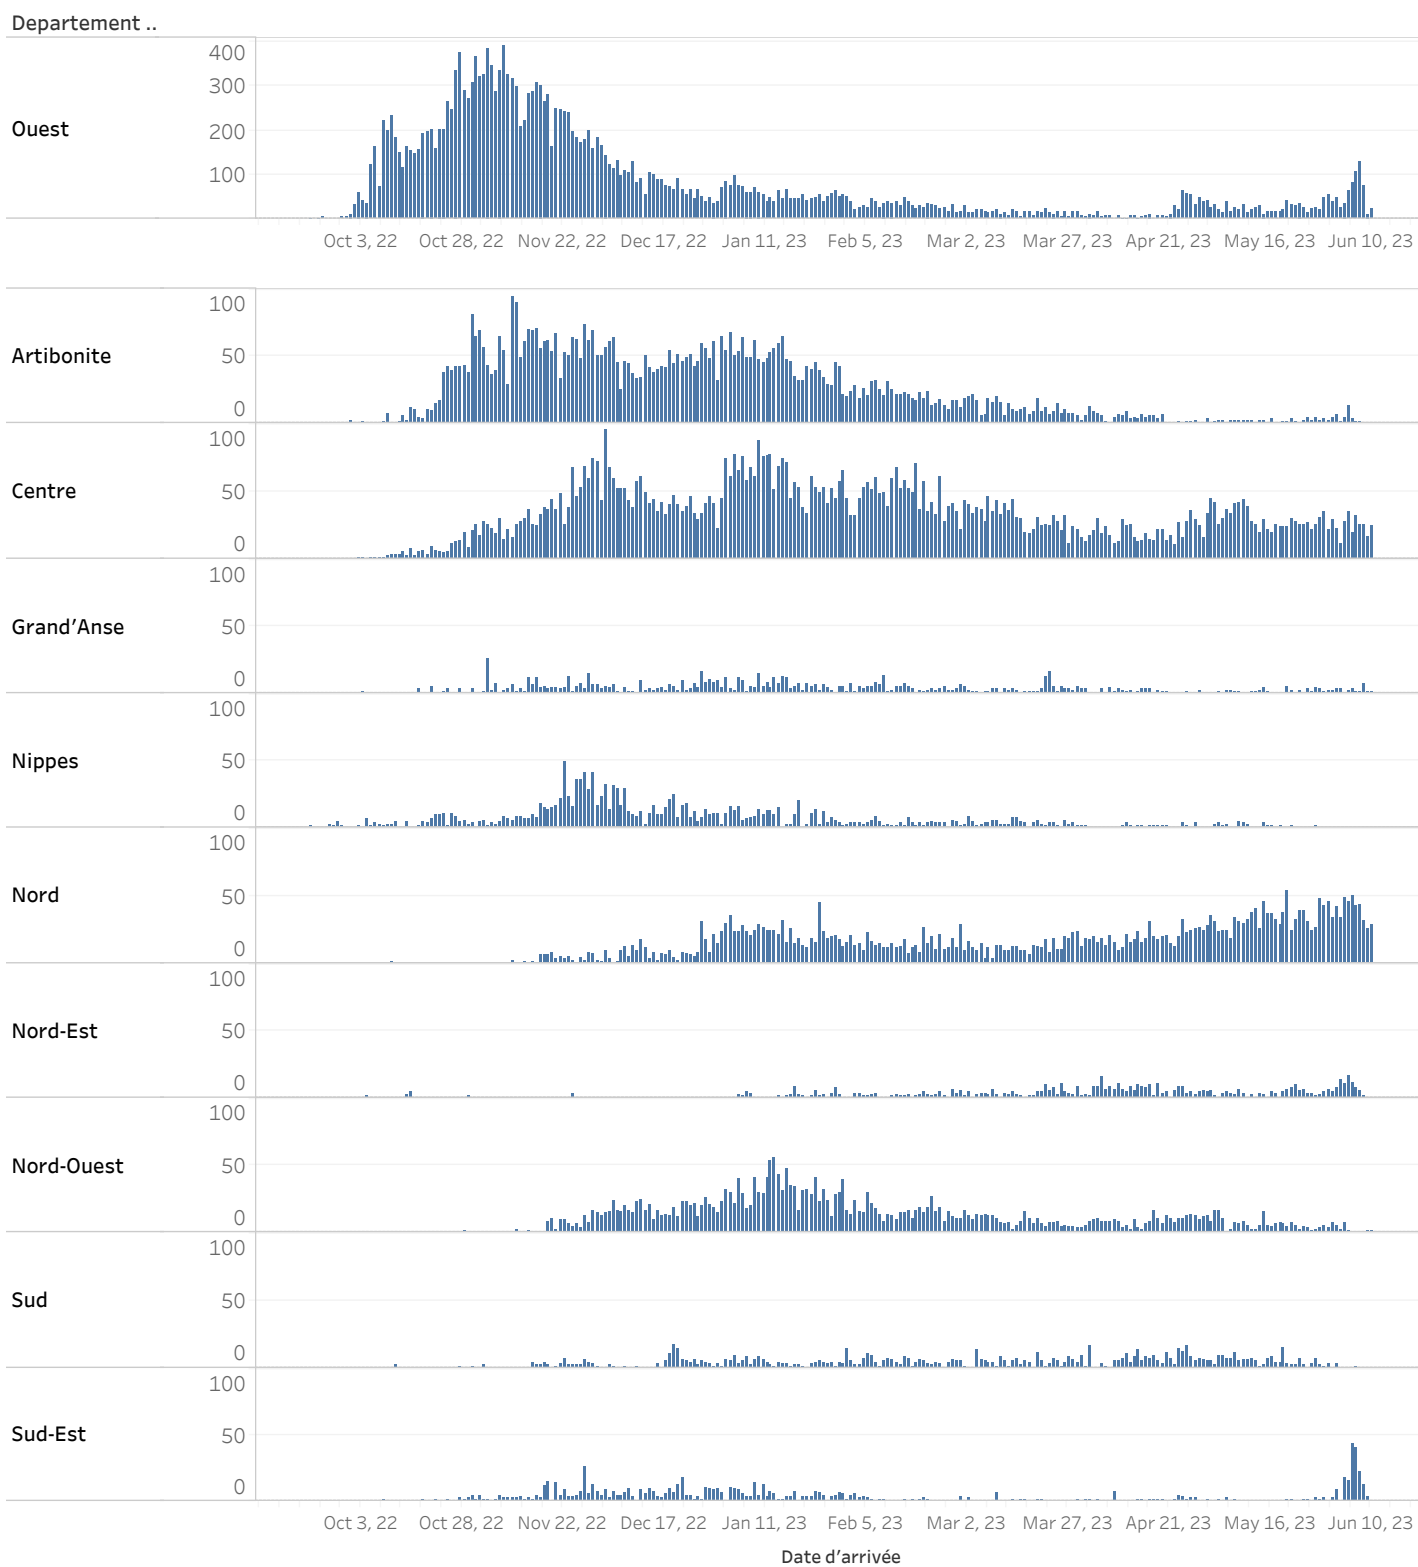 Departement ..
Ouest
400
300
200
100
Oct 3, 22 Oct 28, 22 Nov 22, 22 Dec 17, 22 Jan 11, 23 Feb 5, 23 Mar 2, 23 Mar 27, 23 Apr 21, 23 May 16, 23 Jun 10, 23
Artibonite
100
50
0
Centre
100
50
0
Grand'Anse
100
50
0
Nippes
100
50
0
Nord
100
50
0
Nord-Est
100
50
0
Nord-Ouest
100
50
0
Sud
100
50
0
Sud-Est
100
50
0
Oct 3, 22 Oct 28, 22 Nov 22, 22 Dec 17, 22 Jan 11, 23 Feb 5, 23 Mar 2, 23 Mar 27, 23 Apr 21, 23 May 16, 23 Jun 10, 23
Date d'arrivée